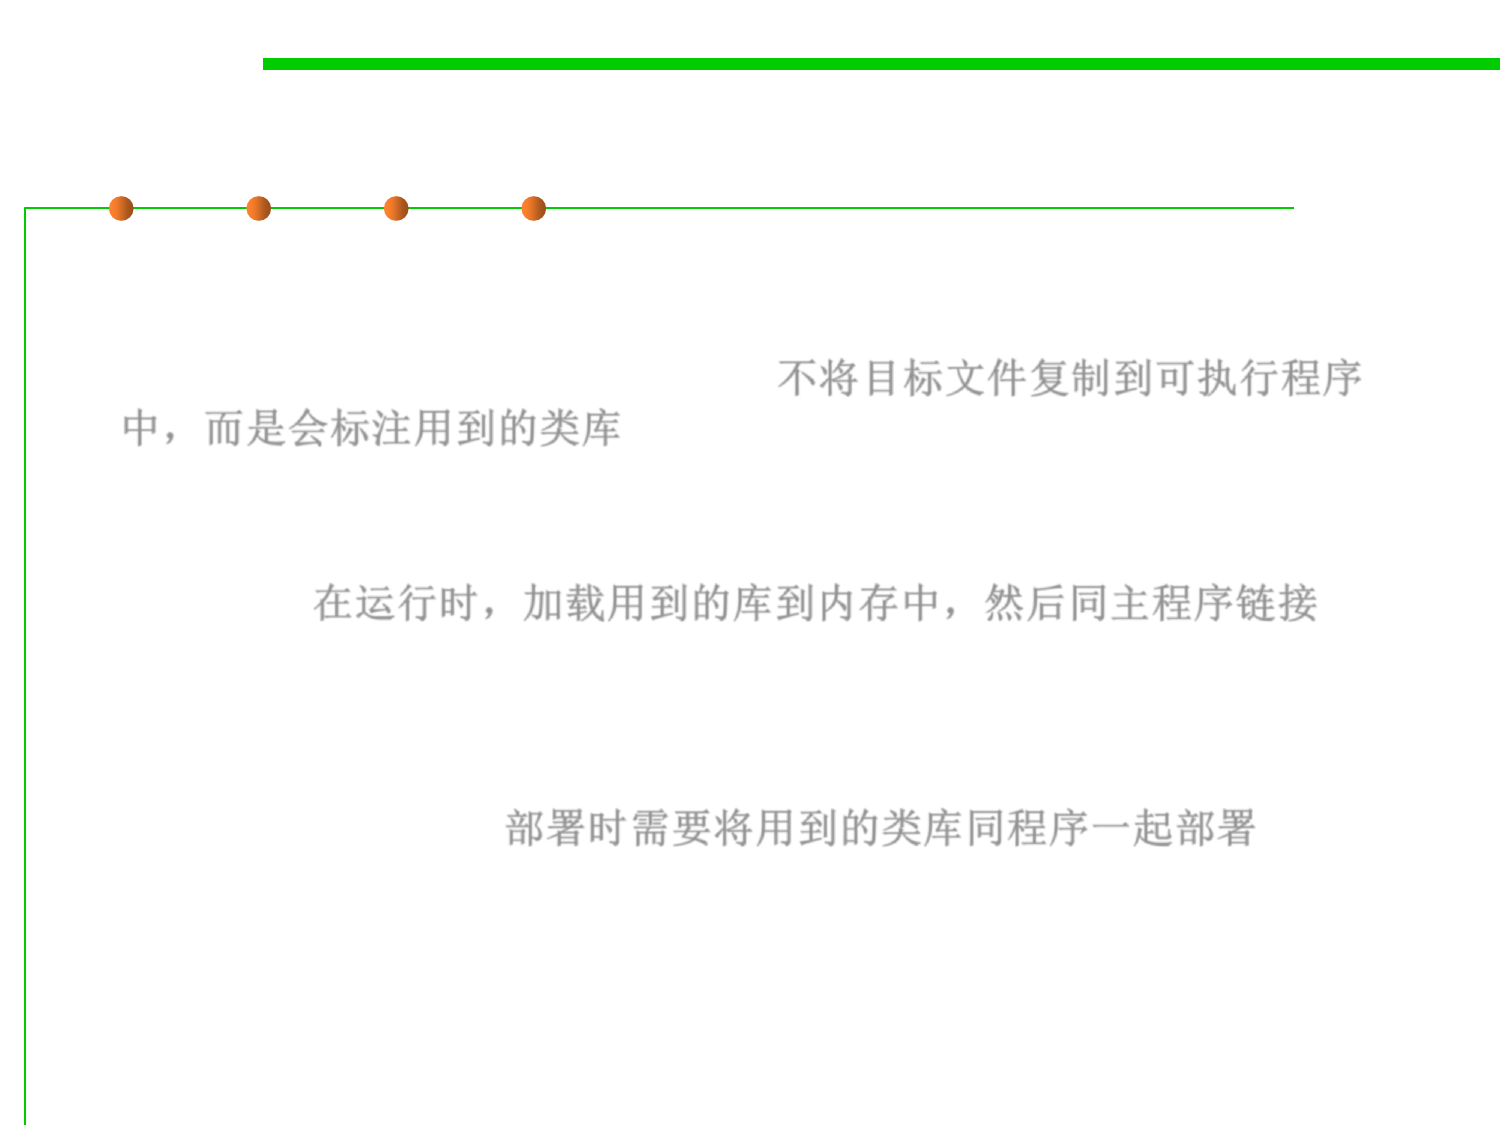 不将目标文件复制到可执行程序
中，而是会标注用到的类库
在运行时，加载用到的库到内存中，然后同主程序链接
部署时需要将用到的类库同程序一起部署